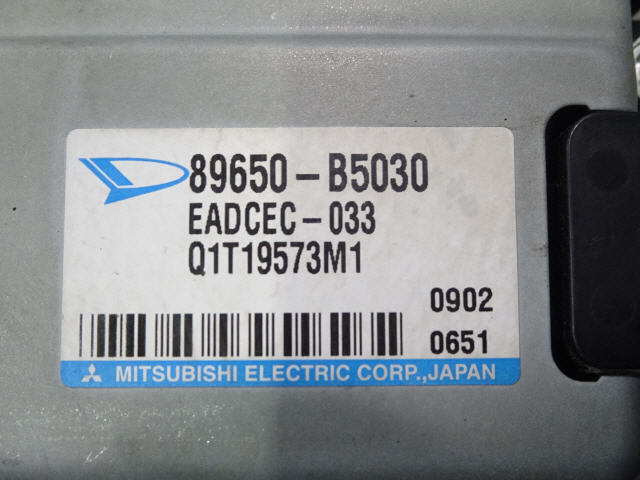 89650-B5030
EADCEC-033
Q1T19573M1
0902
0651
MITSUBISHI ELECTRIC CORP.,JAPAN